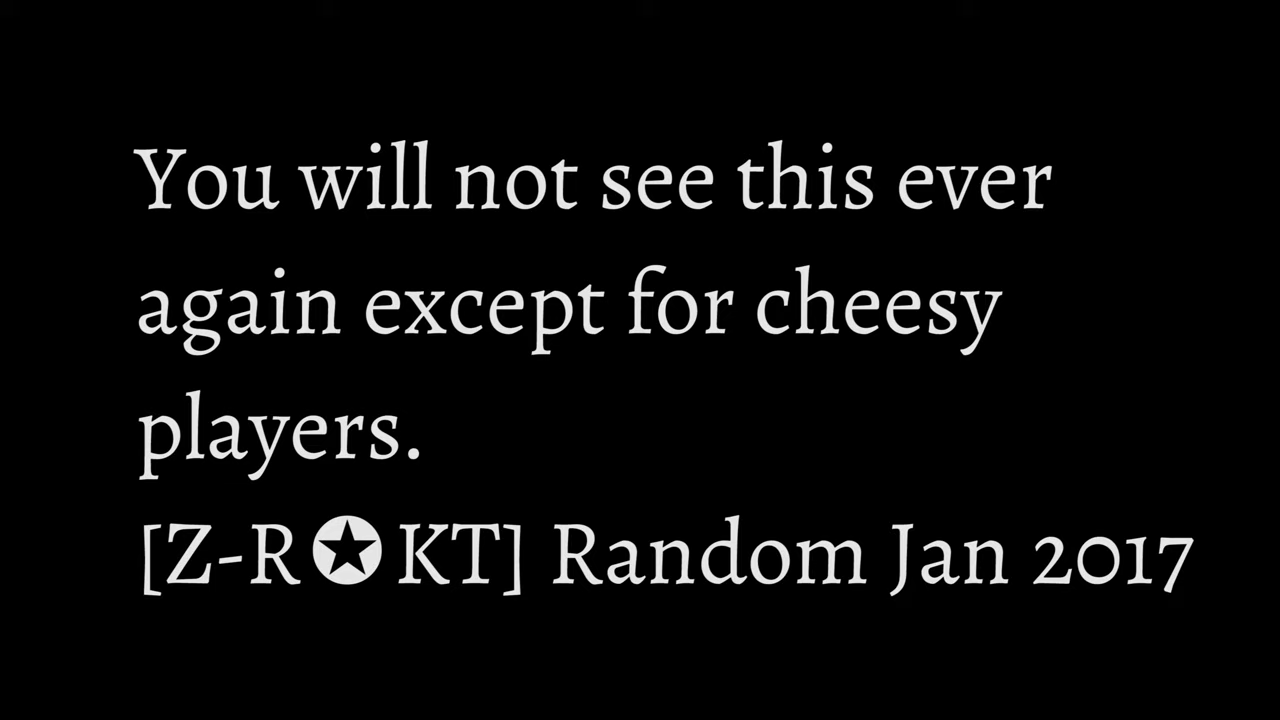 You will not see this ever
again except for cheesy
players.
[Z-R✪KT] Random Jan 2017